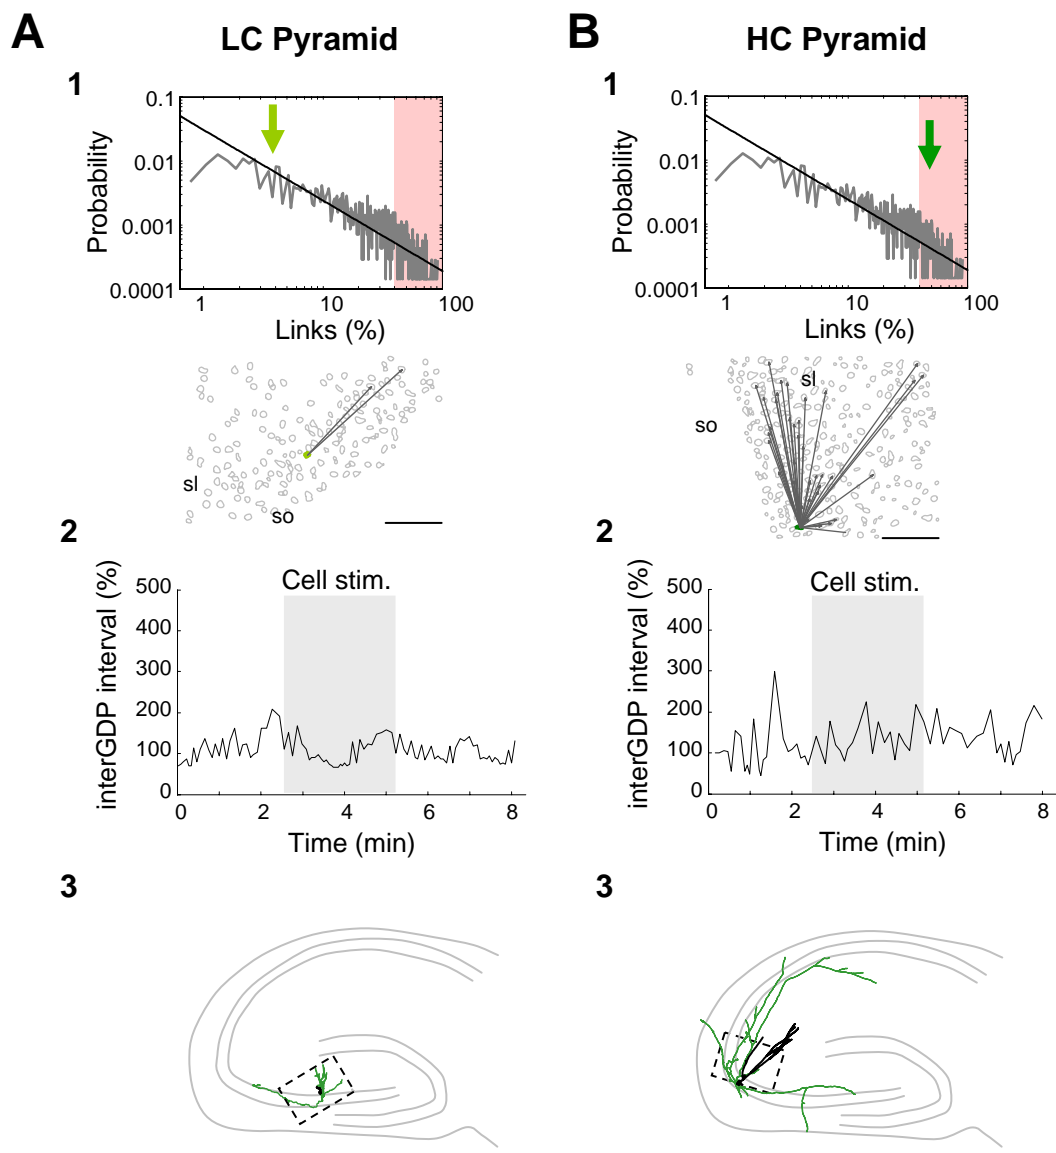 A
LC Pyramid
1
0.1
0.01
0.001
0.0001
Probability
1
10
100
Links (%)
sl
so
2
Cell stim.
500
400
300
200
100
0
interGDP interval (%)
0
2
4
6
8
Time (min)
3
B
HC Pyramid
1
0.1
0.01
0.001
0.0001
Probability
1
10
100
Links (%)
sl
so
2
Cell stim.
500
400
300
200
100
0
interGDP interval (%)
0
2
4
6
8
Time (min)
3